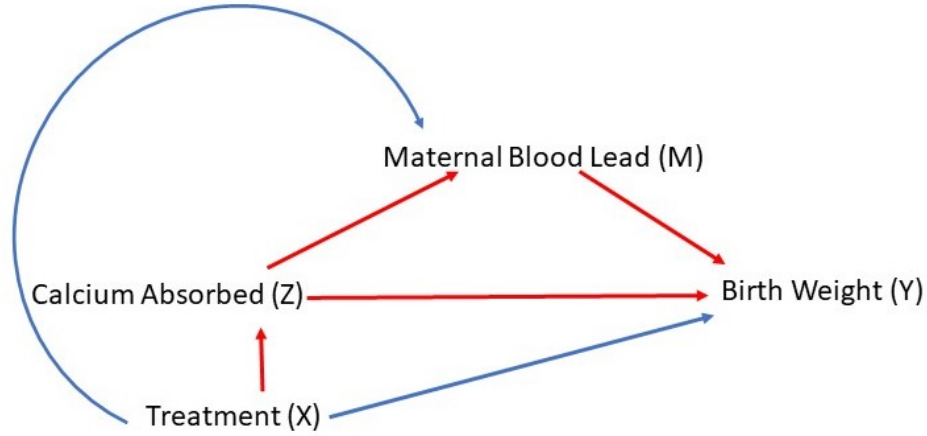 Maternal Blood Lead (M)
Calcium Absorbed (Z)
Birth Weight (Y)
Treatment (X)